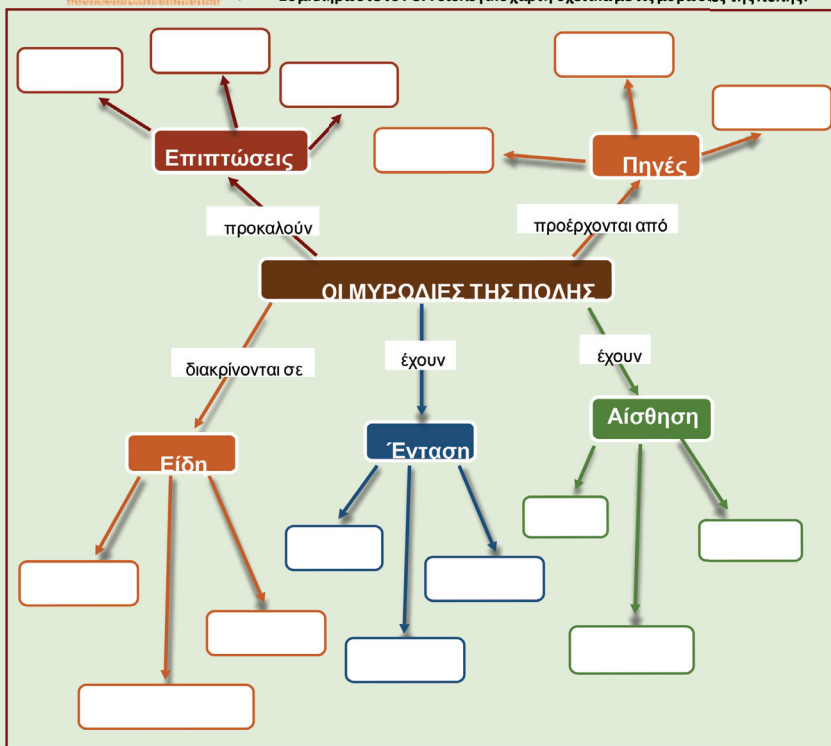 Επιπτώσεις
Πηγές
προκαλούν
προέρχονται από
ΟΙ ΜΥΡΩΔΙΕΣ ΤΗΣ ΠΟΛΗΣ
διακρίνονται σε
έχουν
έχουν
Είδη
Ένταση
Αίσθηση